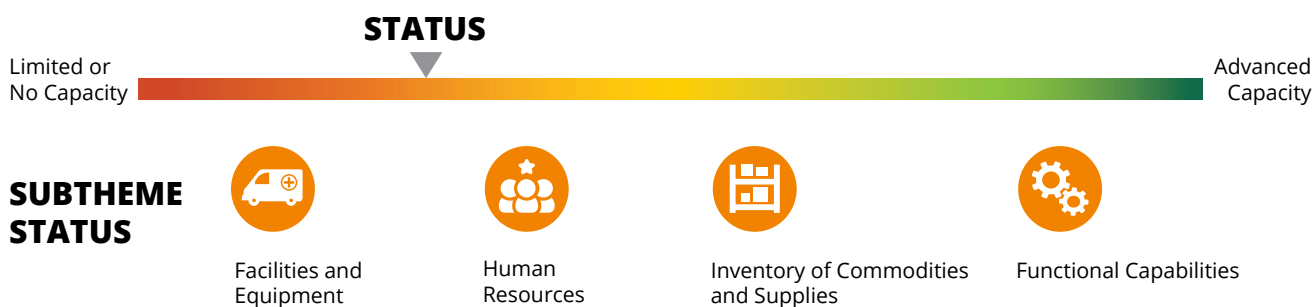 STATUS
Limited or
No Capacity
Advanced
Capacity
SUBTHEME
STATUS
Facilities and
Equipment
Human
Resources
Inventory of Commodities
and Supplies
Functional Capabilities